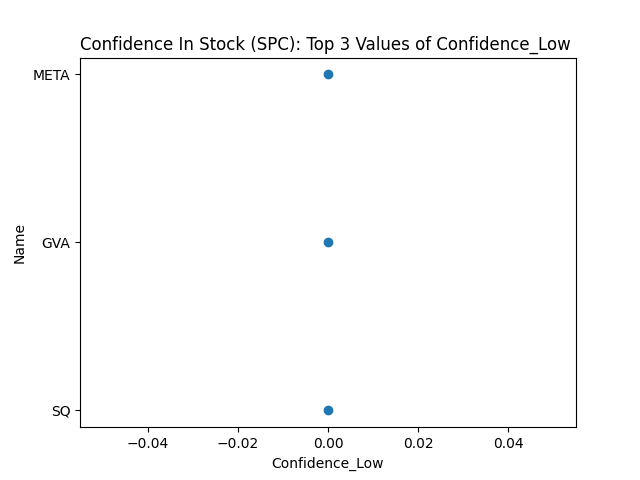 Confidence In Stock (SPC): Top 3 Values of Confidence_Low
META
GVA
SQ
Name
−0.04 −0.02 0.00 0.02 0.04
Confidence_Low